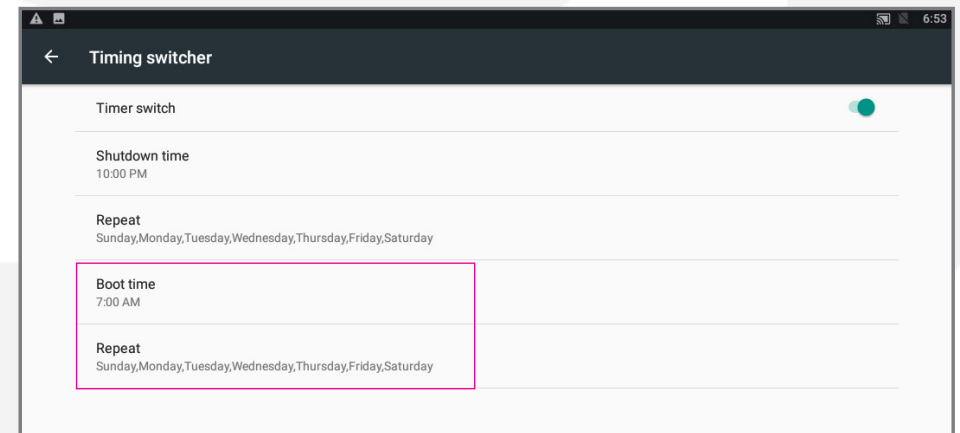 6:53
Timing switcher
Timer switch
Shutdown time
10:00 PM
Repeat
Sunday,Monday,Tuesday,Wednesday,Thursday,Friday,Saturday
Boot time
7:00 AM
Repeat
Sunday,Monday,Tuesday,Wednesday,Thursday,Friday,Saturday